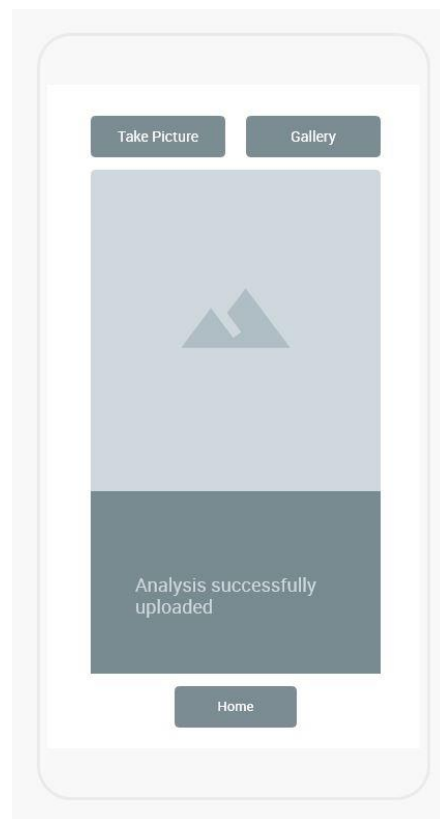 Take Picture
Gallery
Analysis successfully
uploaded
Home